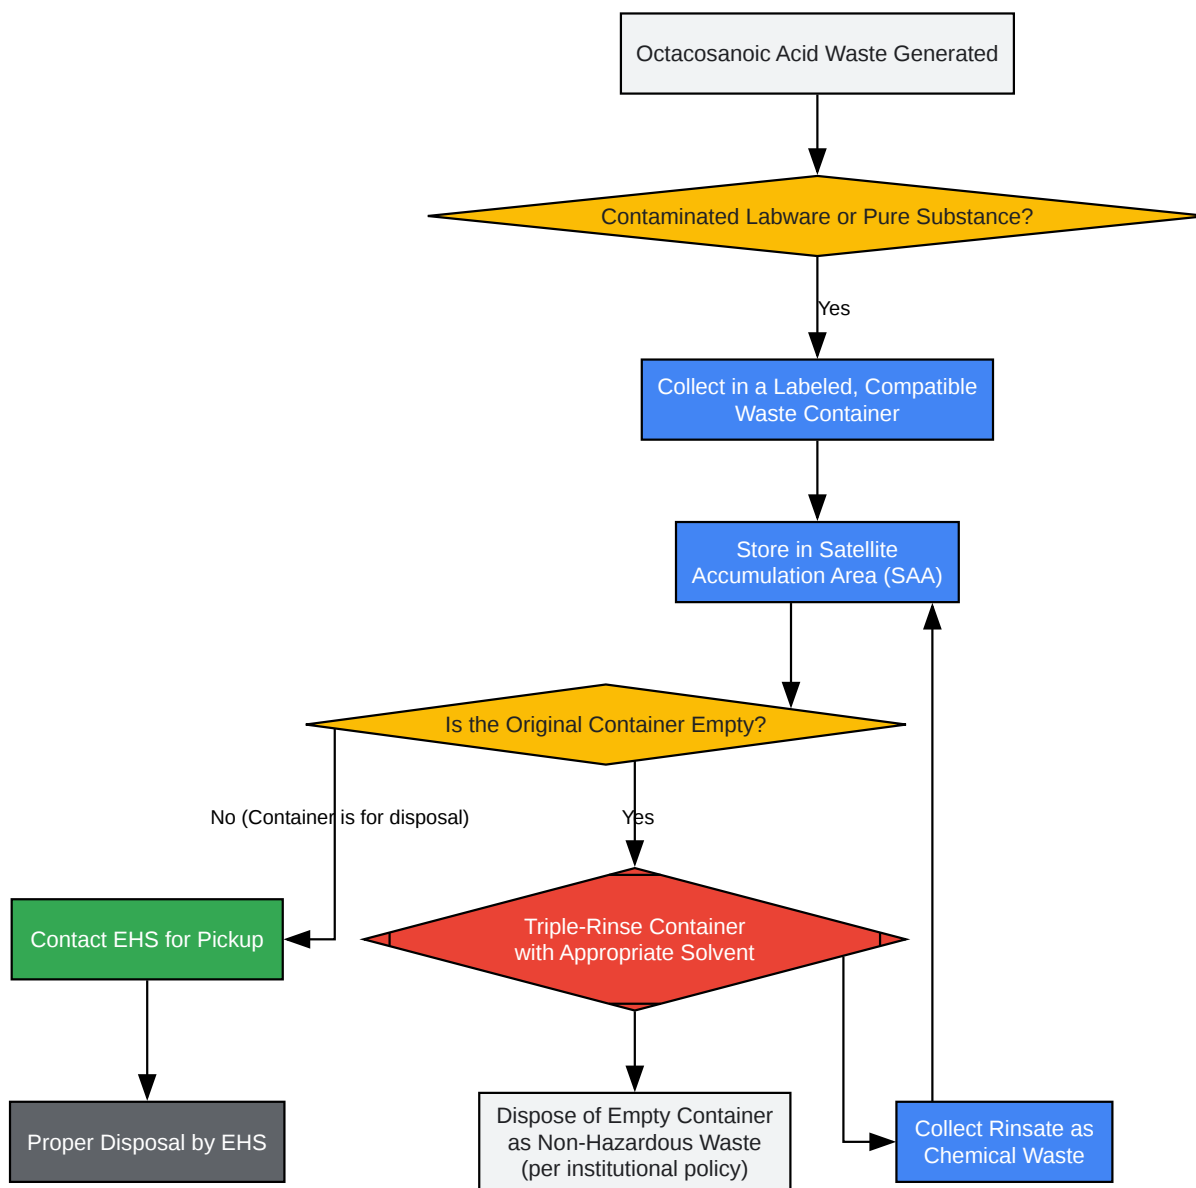 Octacosanoic Acid Waste Generated
Contaminated Labware or Pure Substance?
Yes
Collect in a Labeled, Compatible
Waste Container
Store in Satellite
Accumulation Area (SAA)
Is the Original Container Empty?
No (Container is for disposal)
Yes
Contact EHS for Pickup
Triple-Rinse Container
with Appropriate Solvent
Proper Disposal by EHS
Dispose of Empty Container
as Non-Hazardous Waste
(per institutional policy)
Collect Rinsate as
Chemical Waste